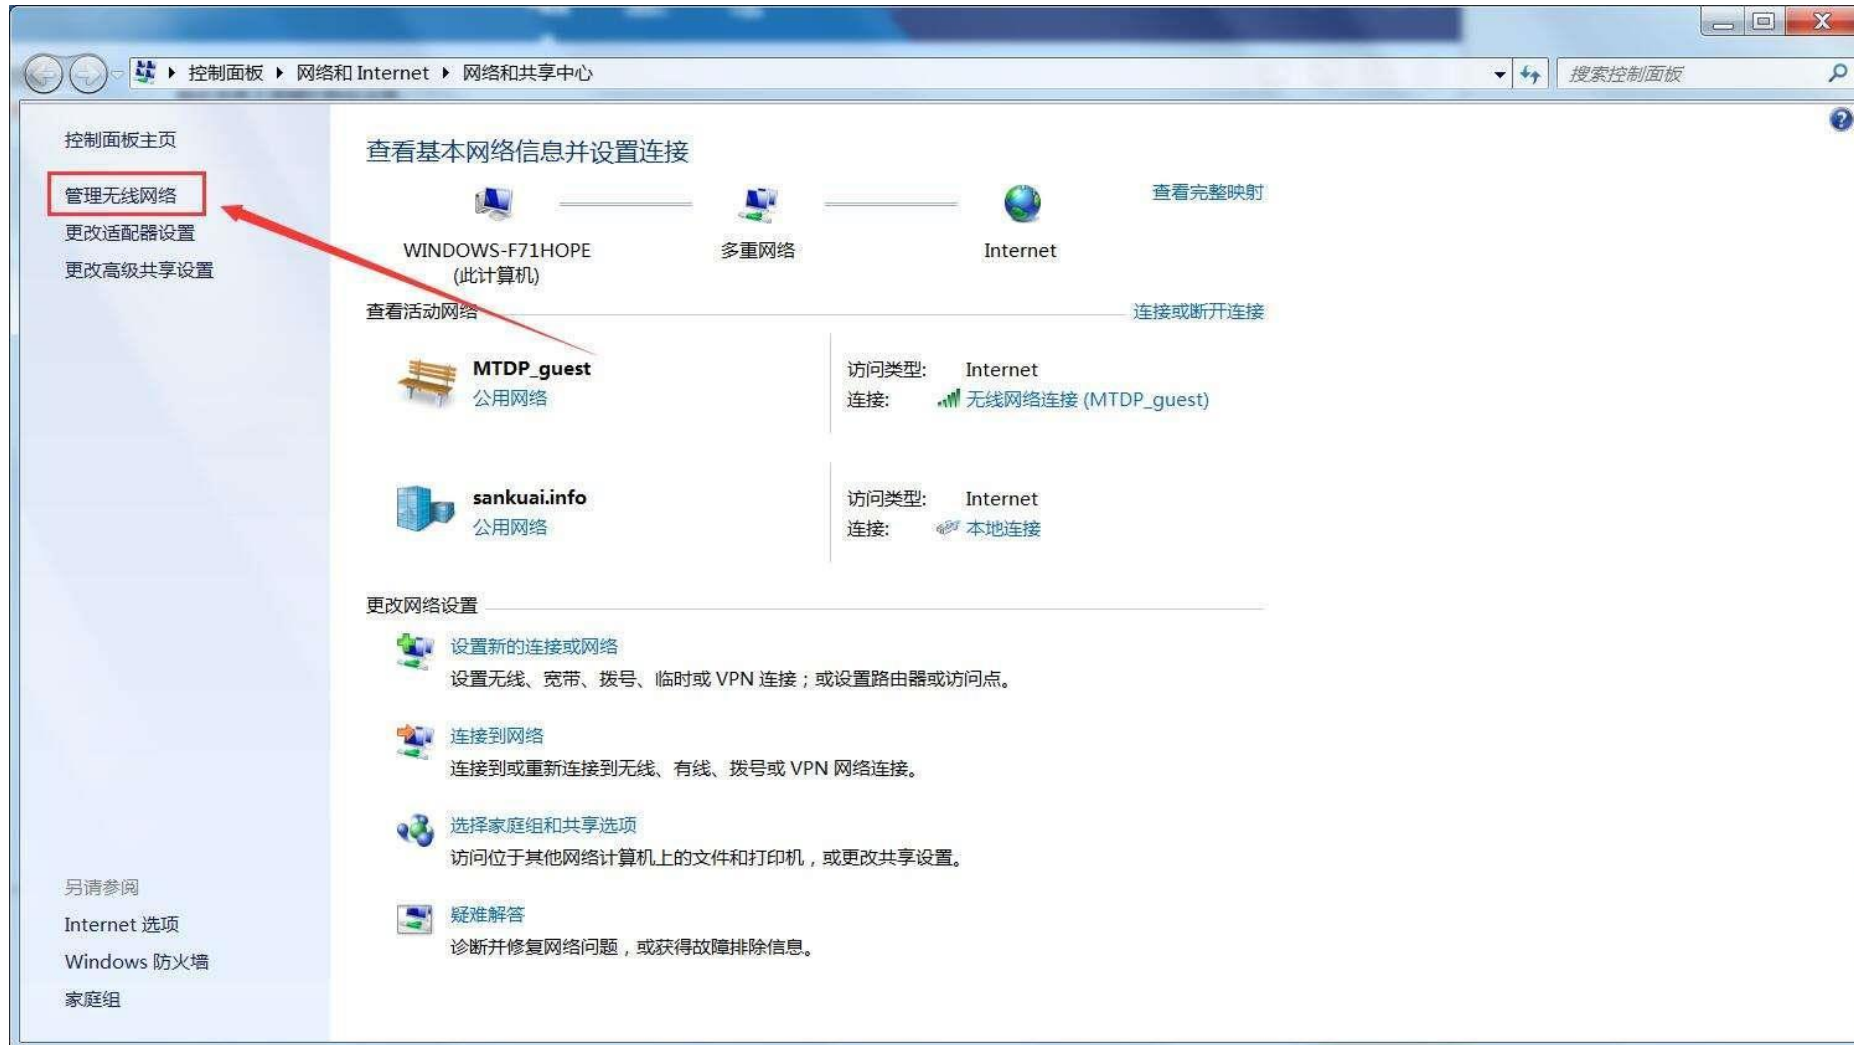 控制面板 ▸ 网络和 Internet ▸ 网络和共享中心
搜索控制面板
控制面板主页
管理无线网络
更改适配器设置
更改高级共享设置
另请参阅
Internet 选项
Windows 防火墙
家庭组
查看基本网络信息并设置连接
查看完整映射
WINDOWS-F71HOPE
(此计算机)
多重网络
Internet
查看活动网络
连接或断开连接
MTDP_guest
公用网络
访问类型: Internet
连接: 无线网络连接 (MTDP_guest)
sankuai.info
公用网络
访问类型: Internet
连接: 本地连接
更改网络设置
设置新的连接或网络
设置无线、宽带、拨号、临时或 VPN 连接；或设置路由器或访问点。
连接到网络
连接到或重新连接到无线、有线、拨号或 VPN 网络连接。
选择家庭组和共享选项
访问位于其他网络计算机上的文件和打印机，或更改共享设置。
疑难解答
诊断并修复网络问题，或获得故障排除信息。